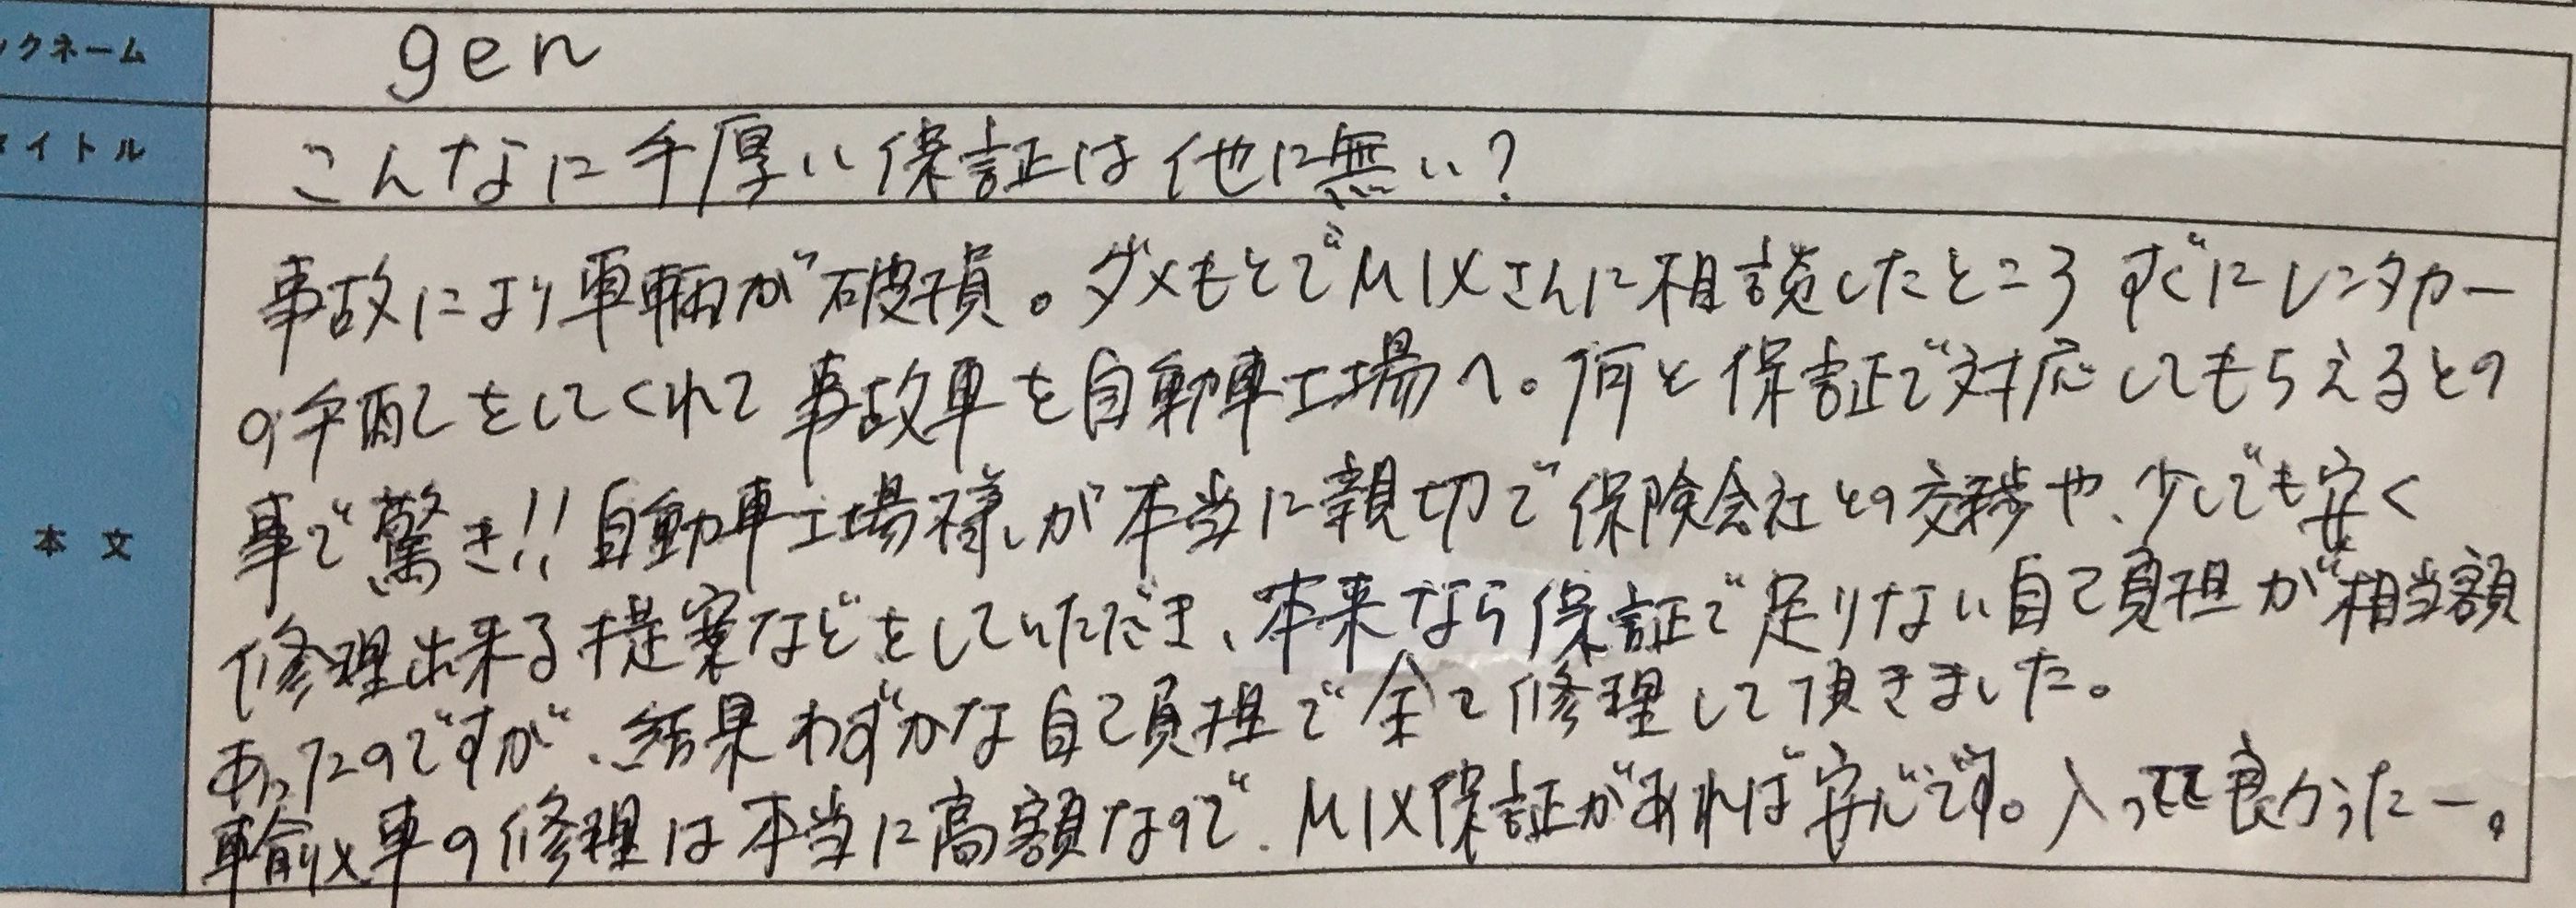 ックネーム gen
タイトル こんなに手厚い保証は他に無い?
本文
事故により車輌が破損。ダメもとでMIXさんに相談したところすぐにレンタカー
の手配をしてくれて事故車を自動車工場へ。何と保証で対応してもらえるとの
事で驚き!!自動車工場様が本当に親切で保険会社との交渉や、少しでも安く
修理出来る提案などをしていただき、本来なら保証で足りない自己負担が相当額
あったのですが、結果わずかな自己負担で全て修理して頂きました。
輸入車の修理は本当に高額なので、MIX保証があれば安心です。入って良かったー。